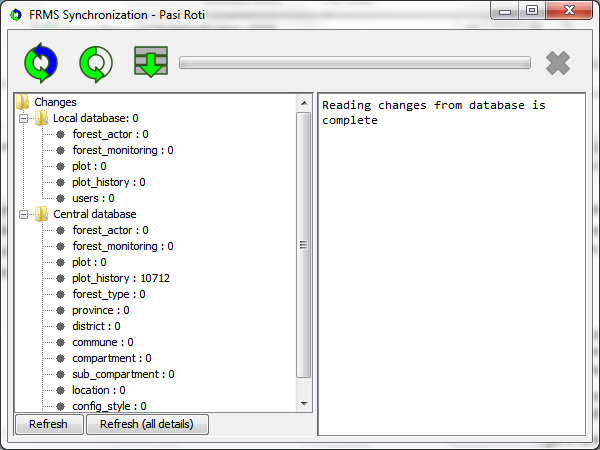 FRMS Synchronization - Pasi Roti
Changes
Local database: 0
forest_actor : 0
forest_monitoring : 0
plot : 0
plot_history : 0
users : 0
Central database
forest_actor : 0
forest_monitoring : 0
plot : 0
plot_history : 10712
forest_type : 0
province : 0
district : 0
commune : 0
compartment : 0
sub_compartment : 0
location : 0
config_style : 0
Refresh
Refresh (all details)
Reading changes from database is
complete